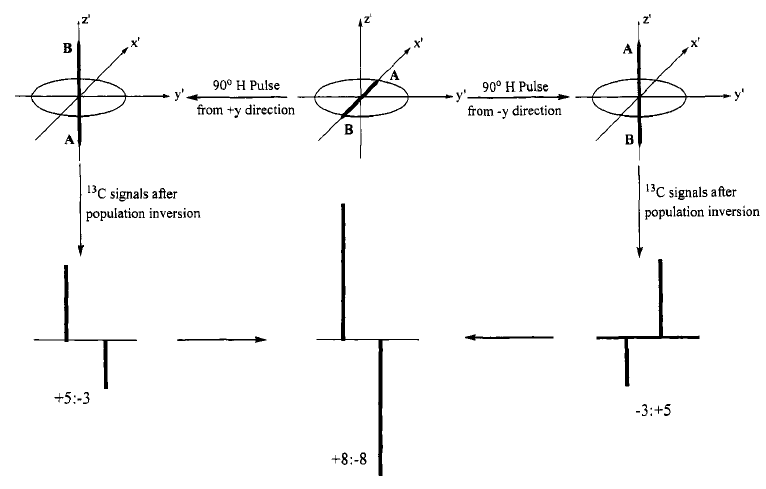 z'
B
x'
y'
A
90° H Pulse
from +y direction
z'
x'
A
y'
B
90° H Pulse
from -y direction
z'
A
x'
y'
B
¹³C signals after
population inversion
¹³C signals after
population inversion
+5:-3
+8:-8
-3:+5